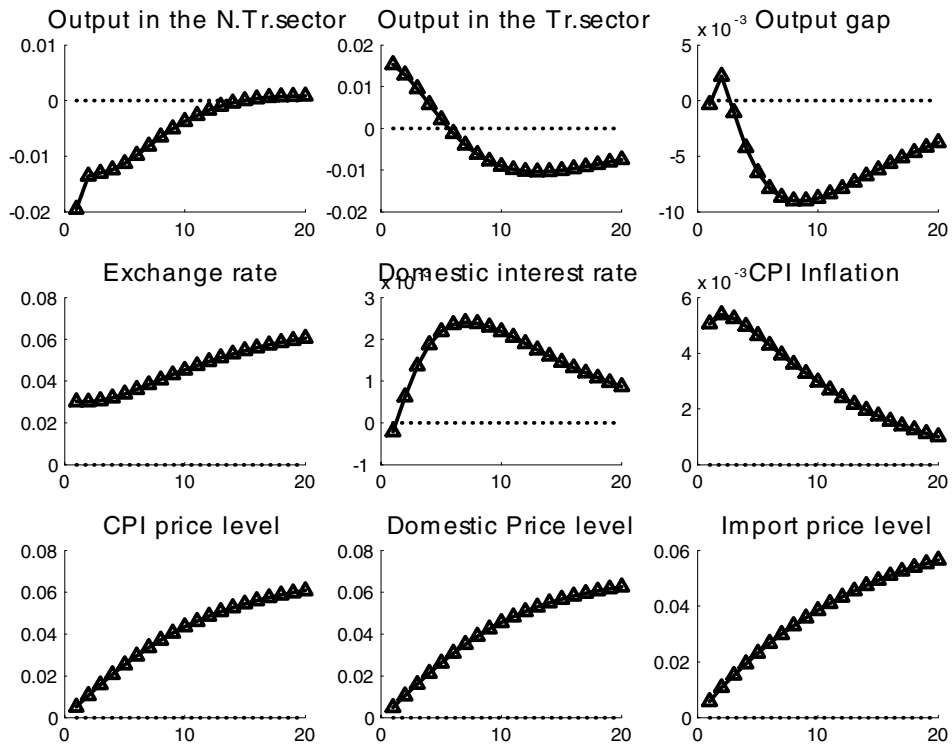 Output in the N.Tr.sector
0.01
0
-0.01
-0.02
0 10 20
Output in the Tr.sector
0.02
0.01
0
-0.01
-0.02
0 10 20
Output gap
x 10⁻³
5
0
-5
-10
0 10 20
Exchange rate
0.08
0.06
0.04
0.02
0
0 10 20
Domestic interest rate
x 10⁻³
3
2
1
0
-1
0 10 20
CPI Inflation
x 10⁻³
6
4
2
0
0 10 20
CPI price level
0.08
0.06
0.04
0.02
0
0 10 20
Domestic Price level
0.08
0.06
0.04
0.02
0
0 10 20
Import price level
0.06
0.04
0.02
0
0 10 20